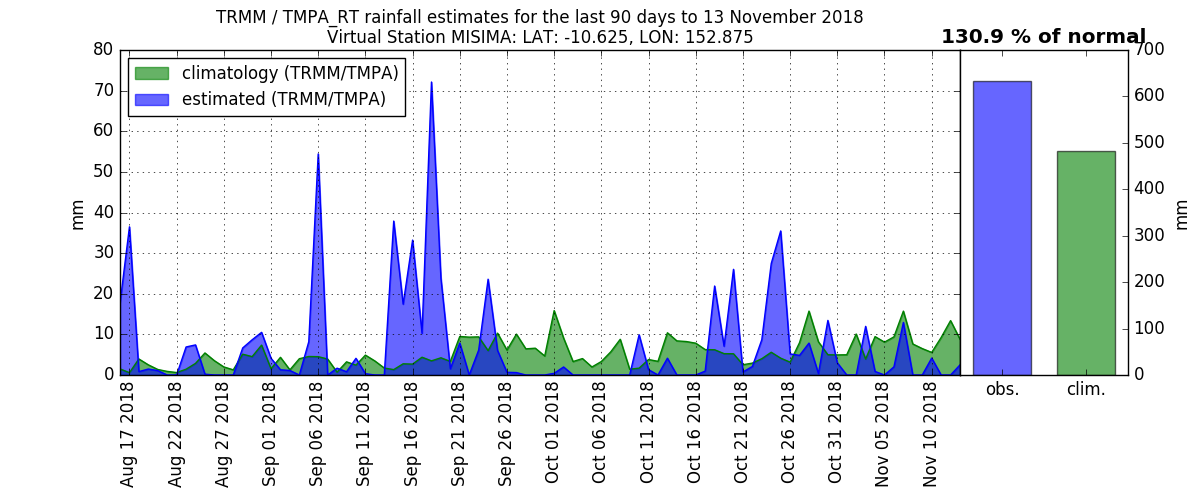 TRMM / TMPA_RT rainfall estimates for the last 90 days to 13 November 2018
Virtual Station MISIMA: LAT: -10.625, LON: 152.875
130.9 % of normal
climatology (TRMM/TMPA)
estimated (TRMM/TMPA)
mm
80
70
60
50
40
30
20
10
0
Aug 17 2018
Aug 22 2018
Aug 27 2018
Sep 01 2018
Sep 06 2018
Sep 11 2018
Sep 16 2018
Sep 21 2018
Sep 26 2018
Oct 01 2018
Oct 06 2018
Oct 11 2018
Oct 16 2018
Oct 21 2018
Oct 26 2018
Oct 31 2018
Nov 05 2018
Nov 10 2018
obs.
clim.
700
600
500
400
300
200
100
0
mm